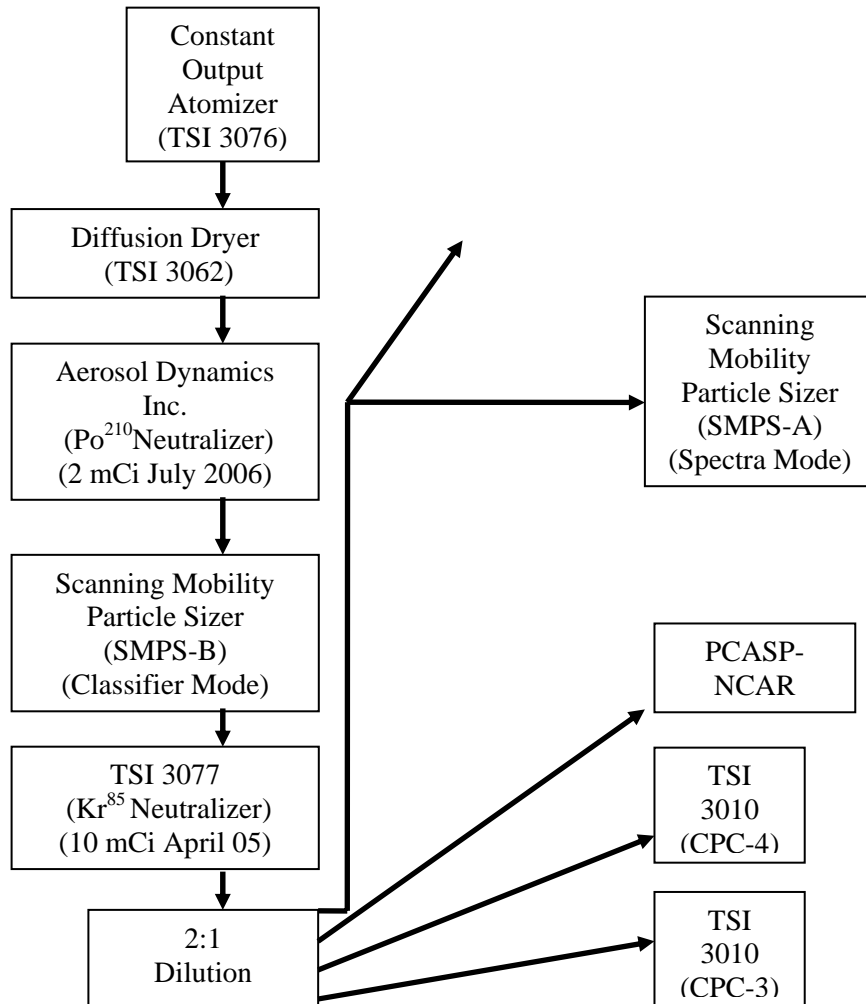 Constant
Output
Atomizer
(TSI 3076)
Diffusion Dryer
(TSI 3062)
Aerosol Dynamics
Inc.
(Po²¹⁰Neutralizer)
(2 mCi July 2006)
Scanning Mobility
Particle Sizer
(SMPS-B)
(Classifier Mode)
TSI 3077
(Kr⁸⁵ Neutralizer)
(10 mCi April 05)
2:1
Dilution
Scanning
Mobility
Particle Sizer
(SMPS-A)
(Spectra Mode)
PCASP-
NCAR
TSI
3010
(CPC-4)
TSI
3010
(CPC-3)